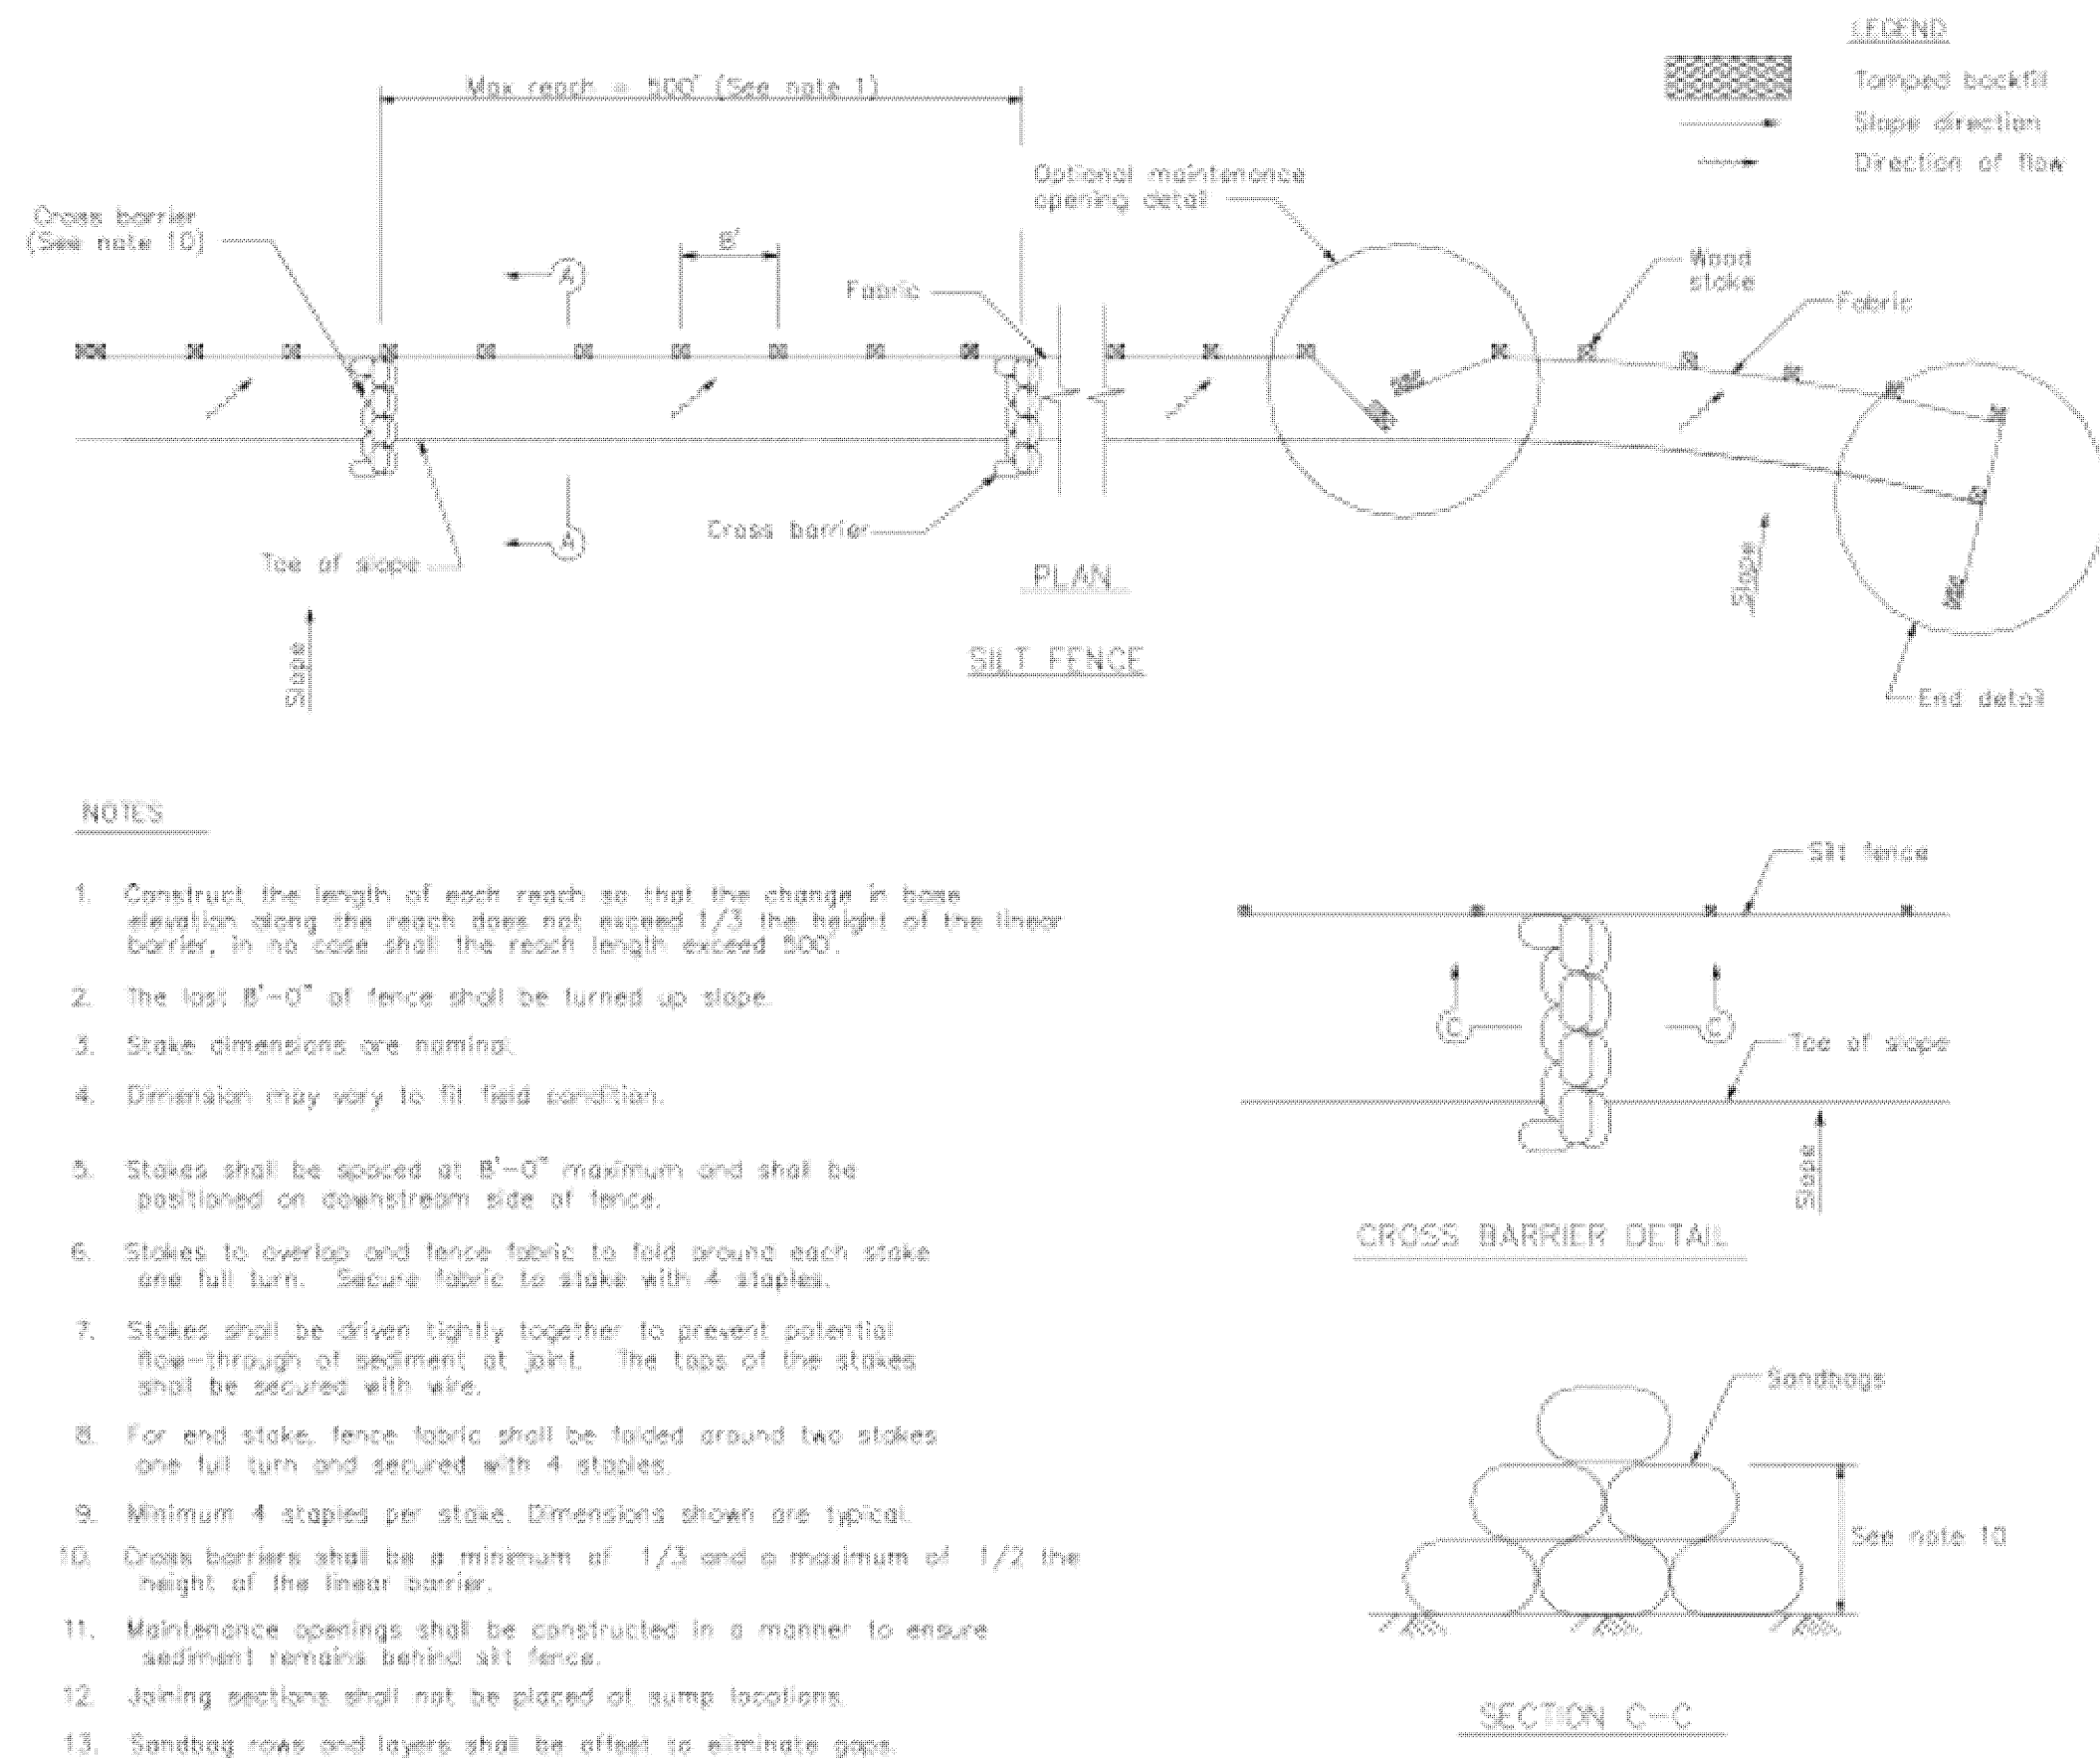 LEGEND
Tamped backfill
Slope direction
Direction of flow
Max reach = 500' (See note 1)
Optional maintenance
opening detail
Cross barrier
(See note 10)
8'
A
Fabric
Wood
stake
Fabric
Cross barrier
A
Toe of slope
PLAN
Slope
Slope
SILT FENCE
End detail
NOTES
1. Construct the length of each reach so that the change in base
elevation along the reach does not exceed 1/3 the height of the linear
barrier, in no case shall the reach length exceed 500'.
2. The last 8'-0" of fence shall be turned up slope.
3. Stake dimensions are nominal.
4. Dimension may vary to fit field condition.
5. Stakes shall be spaced at 8'-0" maximum and shall be
positioned on downstream side of fence.
6. Stakes to overlap and fence fabric to fold around each stake
one full turn. Secure fabric to stake with 4 staples.
7. Stakes shall be driven tightly together to prevent potential
flow-through of sediment at joint. The tops of the stakes
shall be secured with wire.
8. For end stake, fence fabric shall be folded around two stakes
one full turn and secured with 4 staples.
9. Minimum 4 staples per stake. Dimensions shown are typical.
10. Cross barriers shall be a minimum of 1/3 and a maximum of 1/2 the
height of the linear barrier.
11. Maintenance openings shall be constructed in a manner to ensure
sediment remains behind silt fence.
12. Joining sections shall not be placed at sump locations.
13. Sandbag rows and layers shall be offset to eliminate gaps.
Silt fence
C
C
Toe of slope
Slope
CROSS BARRIER DETAIL
Sandbags
See note 10
SECTION C-C